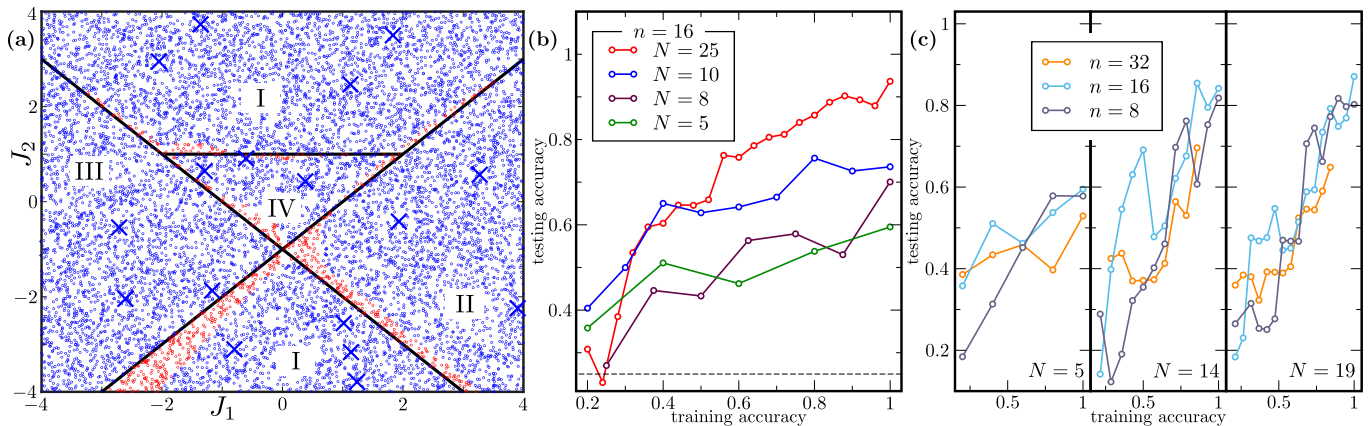 (a)
4
2
0
−2
−4
J2
I
III
IV
II
I
−4
−2
0
2
4
J1
(b)
n = 16
N = 25
N = 10
N = 8
N = 5
1
0.8
0.6
0.4
testing accuracy
0.2
0.4
0.6
0.8
1
training accuracy
(c)
n = 32
n = 16
n = 8
1
0.8
0.6
0.4
0.2
testing accuracy
N = 5
N = 14
N = 19
0.5
1
0.5
1
0.5
1
training accuracy